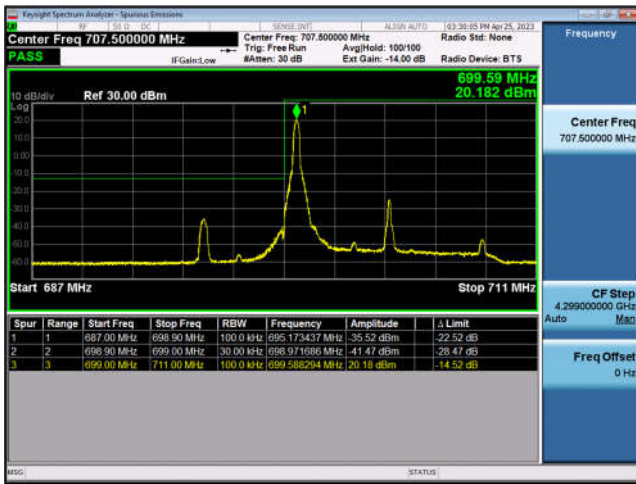 Keysight Spectrum Analyzer - Spurious Emissions
RF 50 Ω DC SENSE:INT ALIGN AUTO 03:30:05 PM Apr 25, 2023
Center Freq 707.500000 MHz
Center Freq: 707.500000 MHz
Radio Std: None
Trig: Free Run
Avg|Hold: 100/100
PASS
IFGain:Low
#Atten: 30 dB
Ext Gain: -14.00 dB
Radio Device: BTS
699.59 MHz
20.182 dBm
10 dB/div
Ref 30.00 dBm
Log
20.0
10.0
0.00
-10.0
-20.0
-30.0
-40.0
-50.0
-60.0
1
Start 687 MHz
Stop 711 MHz
Spur Range Start Freq Stop Freq RBW Frequency Amplitude Δ Limit
1 1 687.00 MHz 698.90 MHz 100.0 kHz 695.173437 MHz -35.52 dBm -22.52 dB
2 2 698.90 MHz 699.00 MHz 30.00 kHz 698.971686 MHz -41.47 dBm -28.47 dB
3 3 699.00 MHz 711.00 MHz 100.0 kHz 699.588294 MHz 20.18 dBm -14.52 dB
Frequency
Center Freq
707.500000 MHz
CF Step
4.299000000 GHz
Auto Man
Freq Offset
0 Hz
MSG
STATUS